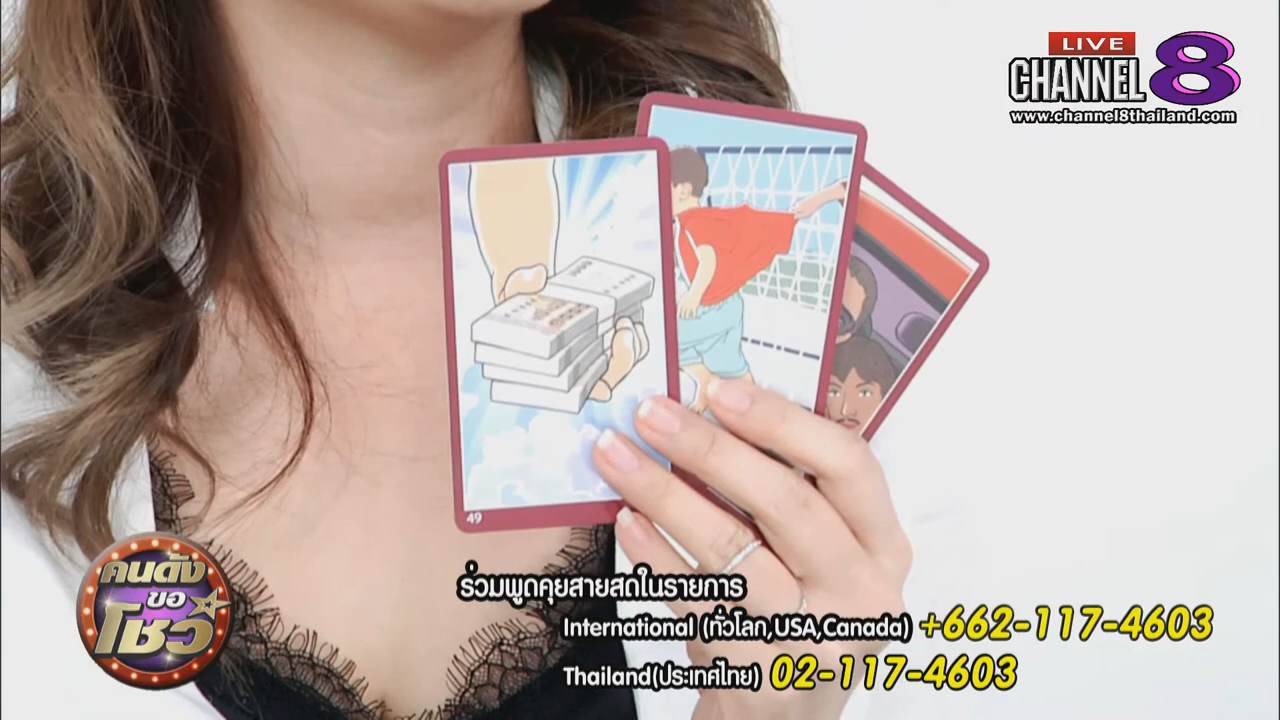 LIVE
CHANNEL 8
www.channel8thailand.com
49
คนดัง
ขอ
โชว์
ร่วมพูดคุยสายสดในรายการ
International (ทั่วโลก,USA,Canada) +662-117-4603
Thailand(ประเทศไทย) 02-117-4603